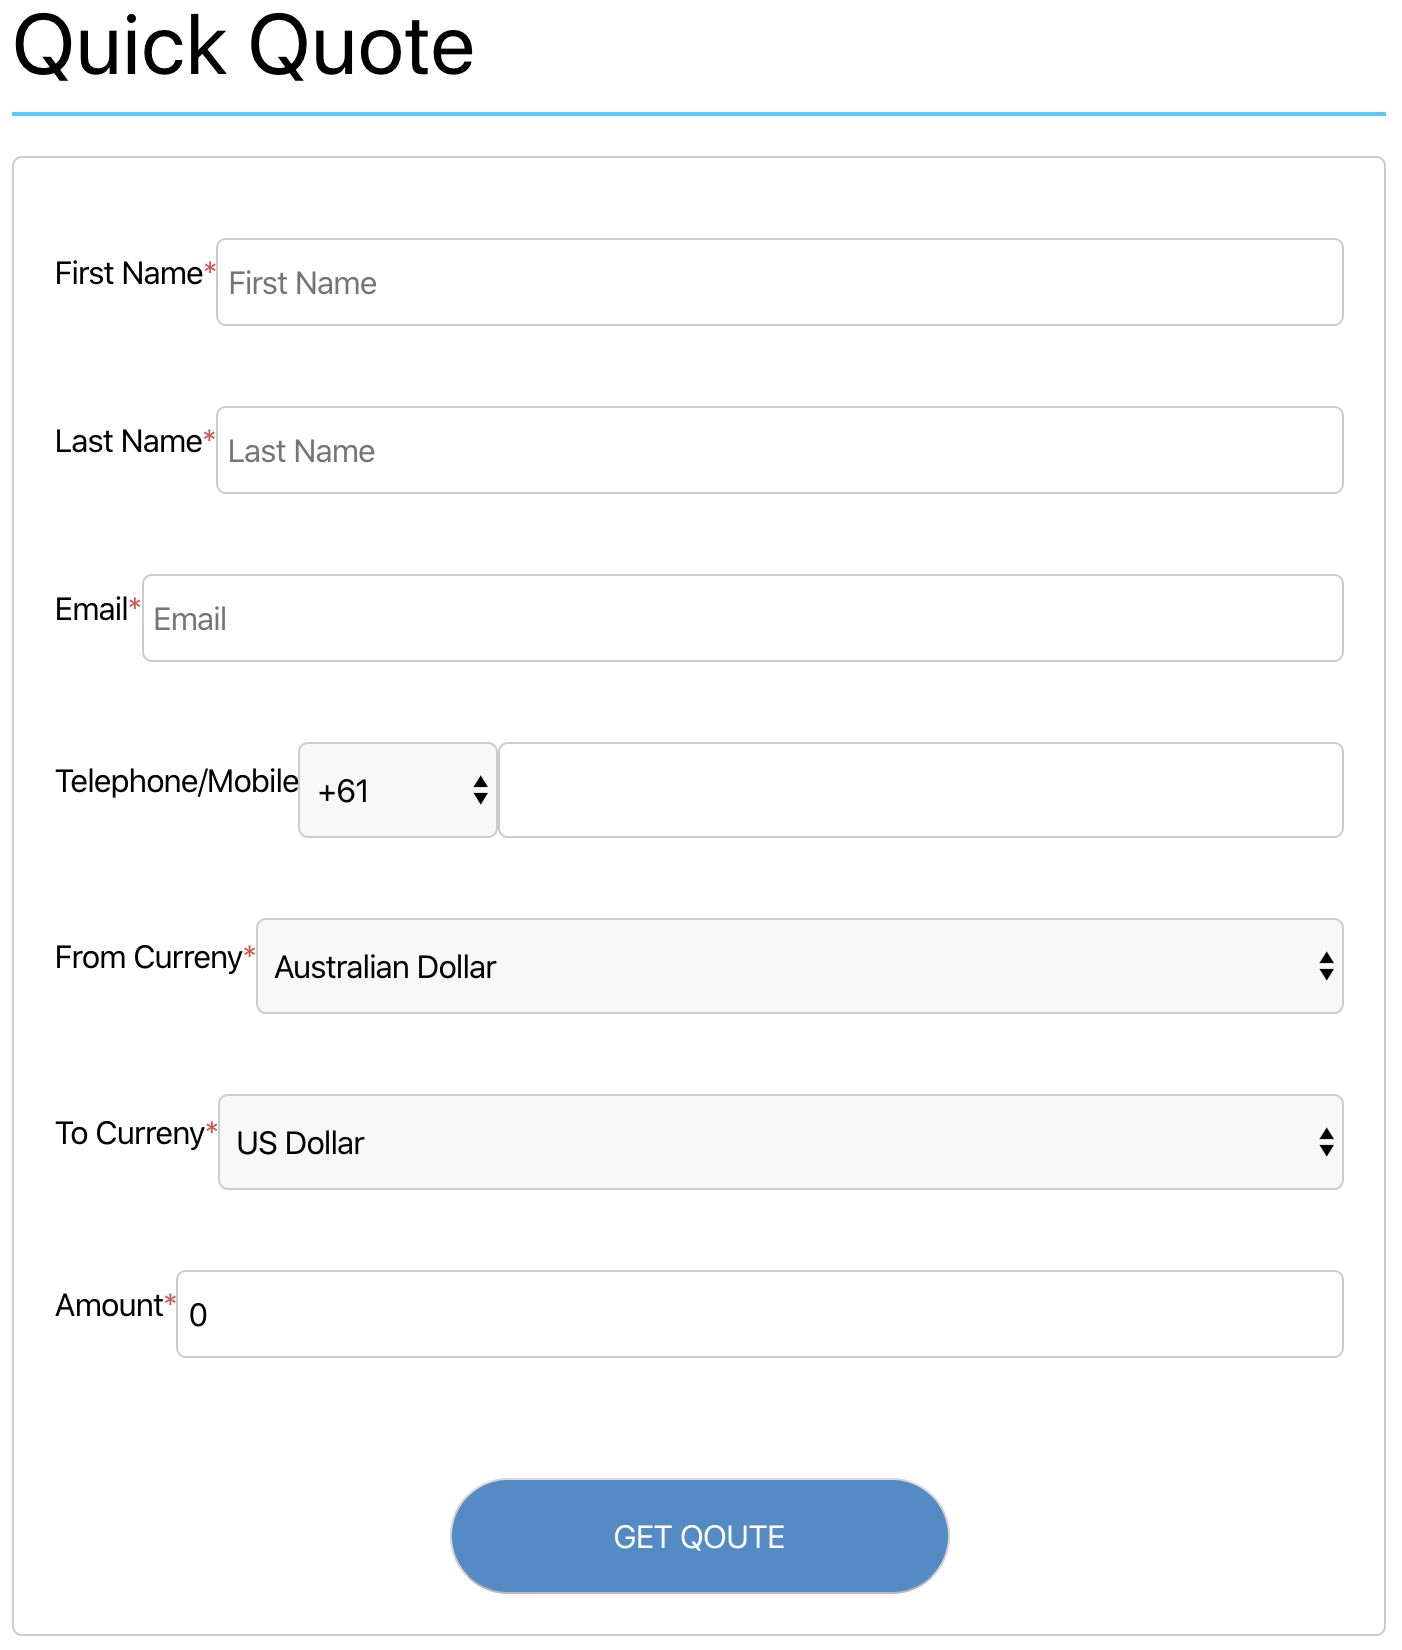 Quick Quote
First Name* First Name
Last Name* Last Name
Email* Email
Telephone/Mobile +61
From Curreny* Australian Dollar
To Curreny* US Dollar
Amount* 0
GET QOUTE